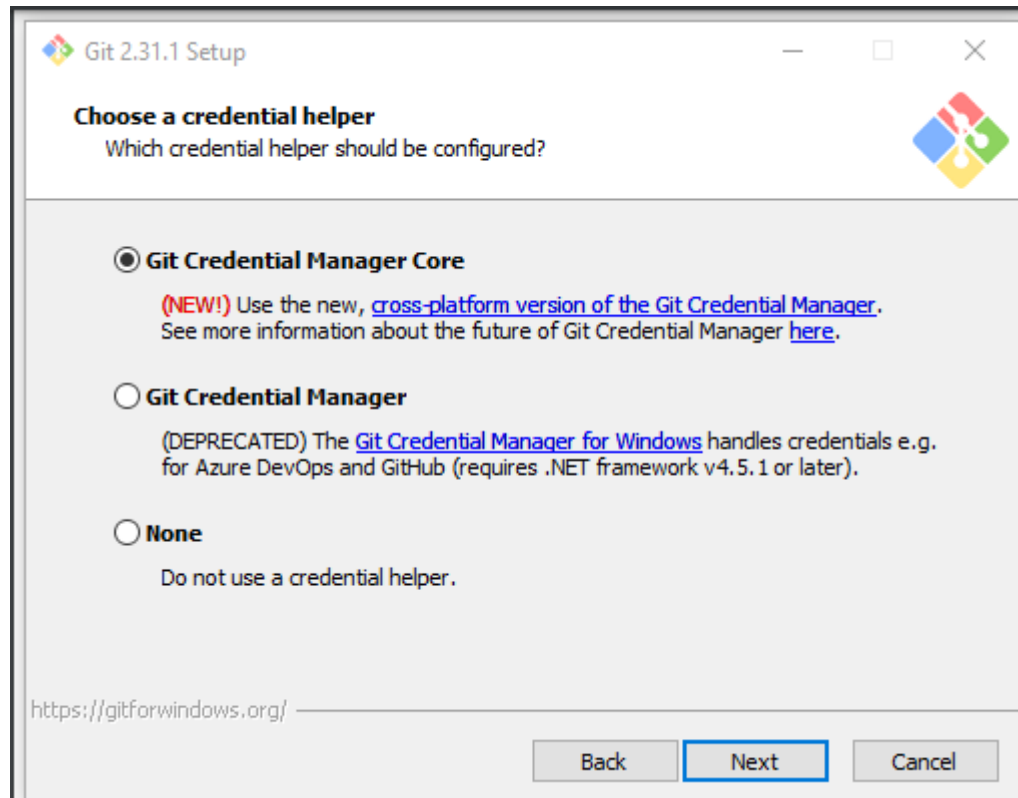 Git 2.31.1 Setup
Choose a credential helper
Which credential helper should be configured?
Git Credential Manager Core
(NEW!) Use the new, cross-platform version of the Git Credential Manager.
See more information about the future of Git Credential Manager here.
Git Credential Manager
(DEPRECATED) The Git Credential Manager for Windows handles credentials e.g.
for Azure DevOps and GitHub (requires .NET framework v4.5.1 or later).
None
Do not use a credential helper.
https://gitforwindows.org/
Back Next Cancel